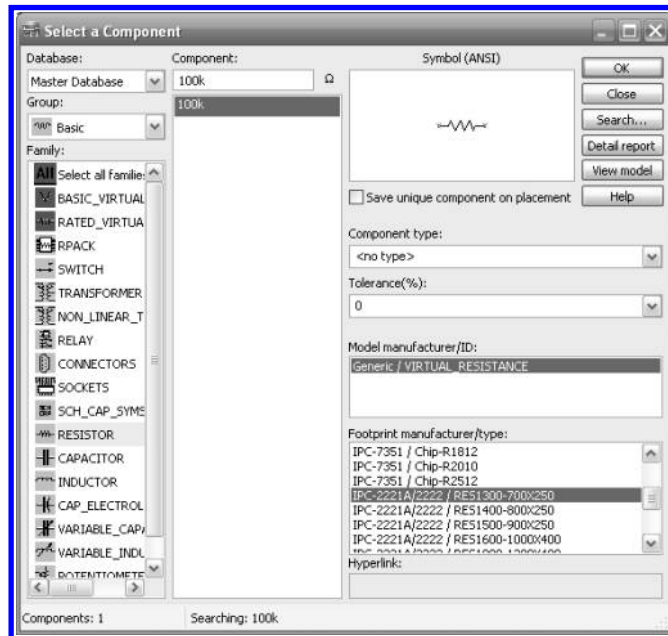 Select a Component
Database:
Master Database
Group:
Basic
Family:
All Select all families
BASIC_VIRTUAL
RATED_VIRTUA
RPACK
SWITCH
TRANSFORMER
NON_LINEAR_T
RELAY
CONNECTORS
SOCKETS
SCH_CAP_SYMS
RESISTOR
CAPACITOR
INDUCTOR
CAP_ELECTROL
VARIABLE_CAPA
VARIABLE_INDU
POTENTIOMETE
Component:
100k Ω
100k
Symbol (ANSI)
Save unique component on placement
Component type:
<no type>
Tolerance(%):
0
Model manufacturer/ID:
Generic / VIRTUAL_RESISTANCE
Footprint manufacturer/type:
IPC-7351 / Chip-R1812
IPC-7351 / Chip-R2010
IPC-7351 / Chip-R2512
IPC-2221A/2222 / RES1300-700X250
IPC-2221A/2222 / RES1400-800X250
IPC-2221A/2222 / RES1500-900X250
IPC-2221A/2222 / RES1600-1000X400
Hyperlink:
OK
Close
Search...
Detail report
View model
Help
Components: 1
Searching: 100k